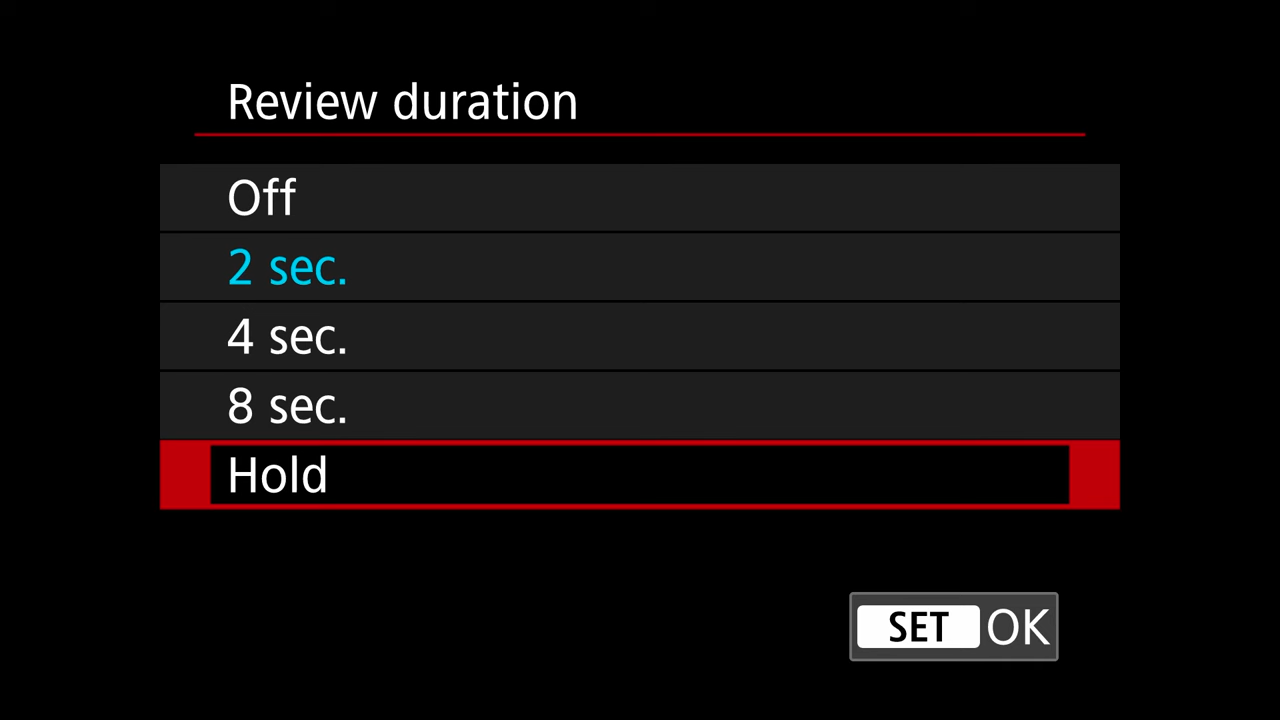 Review duration
Off
2 sec.
4 sec.
8 sec.
Hold
SET OK